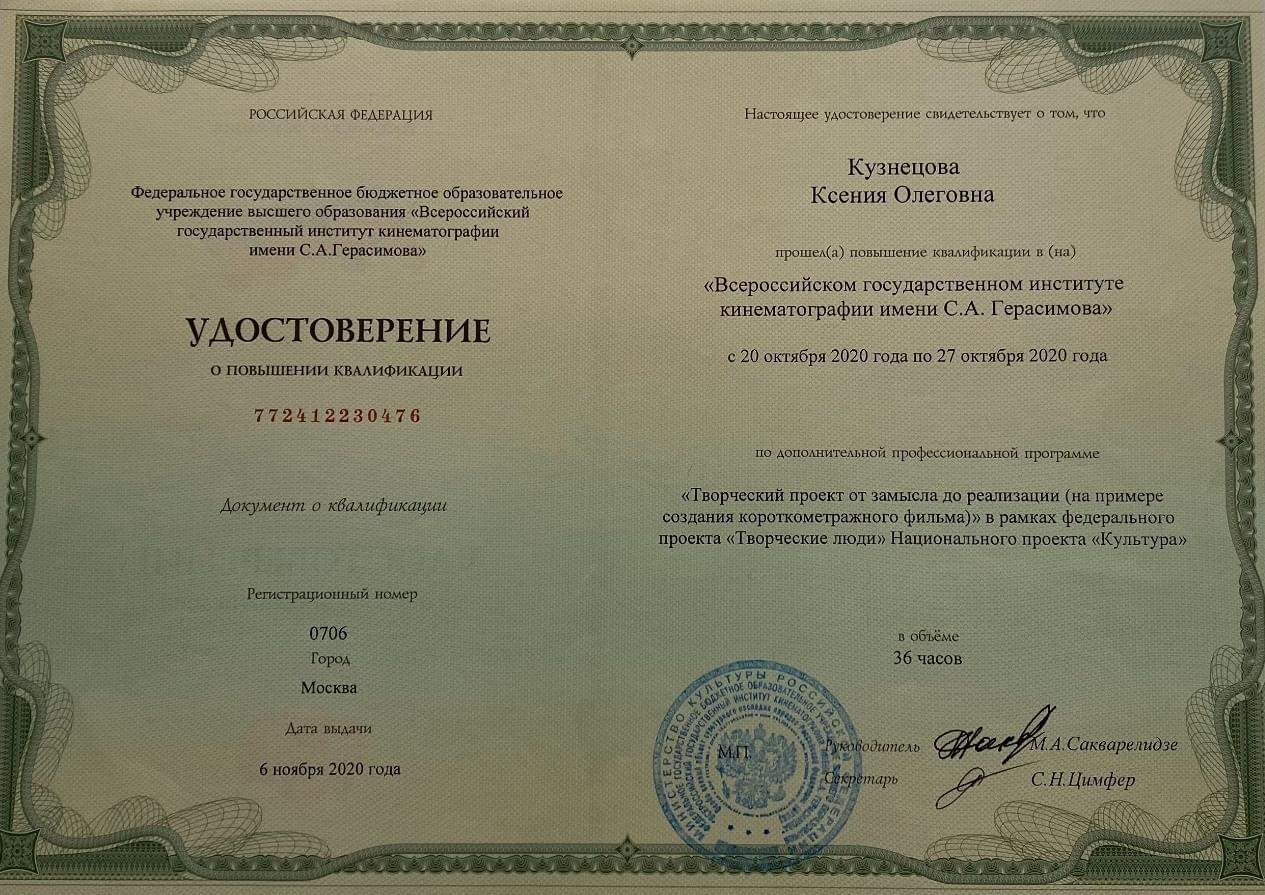 РОССИЙСКАЯ ФЕДЕРАЦИЯ
Федеральное государственное бюджетное образовательное
учреждение высшего образования «Всероссийский
государственный институт кинематографии
имени С.А.Герасимова»
УДОСТОВЕРЕНИЕ
О ПОВЫШЕНИИ КВАЛИФИКАЦИИ
772412230476
Документ о квалификации
Регистрационный номер
0706
Город
Москва
Дата выдачи
6 ноября 2020 года
Настоящее удостоверение свидетельствует о том, что
Кузнецова
Ксения Олеговна
прошел(а) повышение квалификации в (на)
«Всероссийском государственном институте
кинематографии имени С.А. Герасимова»
с 20 октября 2020 года по 27 октября 2020 года
по дополнительной профессиональной программе
«Творческий проект от замысла до реализации (на примере
создания короткометражного фильма)» в рамках федерального
проекта «Творческие люди» Национального проекта «Культура»
в объёме
36 часов
МИНИСТЕРСТВО КУЛЬТУРЫ РОССИЙСКОЙ ФЕДЕРАЦИИ
М.П.
Руководитель М.А.Сакварелидзе
Секретарь С.Н.Цимфер